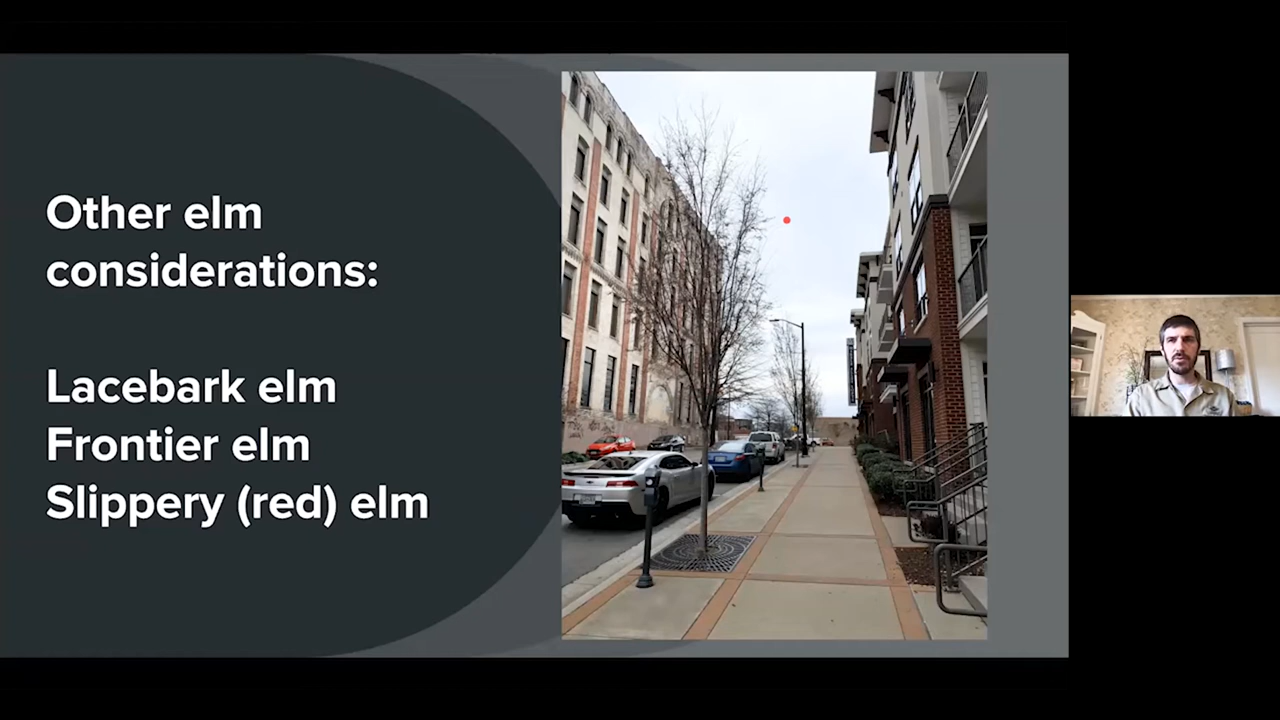 Other elm
considerations:
Lacebark elm
Frontier elm
Slippery (red) elm